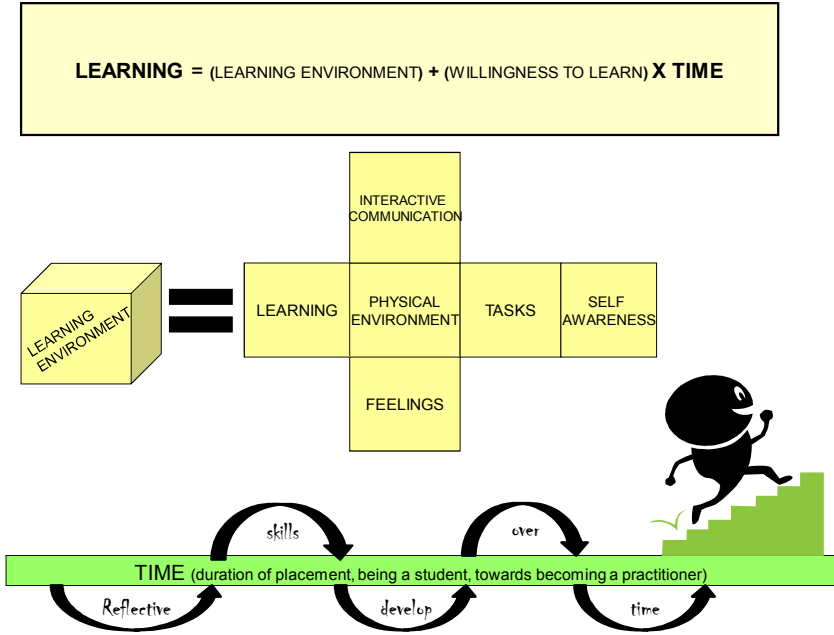 LEARNING = (LEARNING ENVIRONMENT) + (WILLINGNESS TO LEARN) X TIME
INTERACTIVE
COMMUNICATION
LEARNING
ENVIRONMENT
LEARNING
PHYSICAL
ENVIRONMENT
TASKS
SELF
AWARENESS
FEELINGS
skills
over
TIME (duration of placement, being a student, towards becoming a practitioner)
Reflective
develop
time